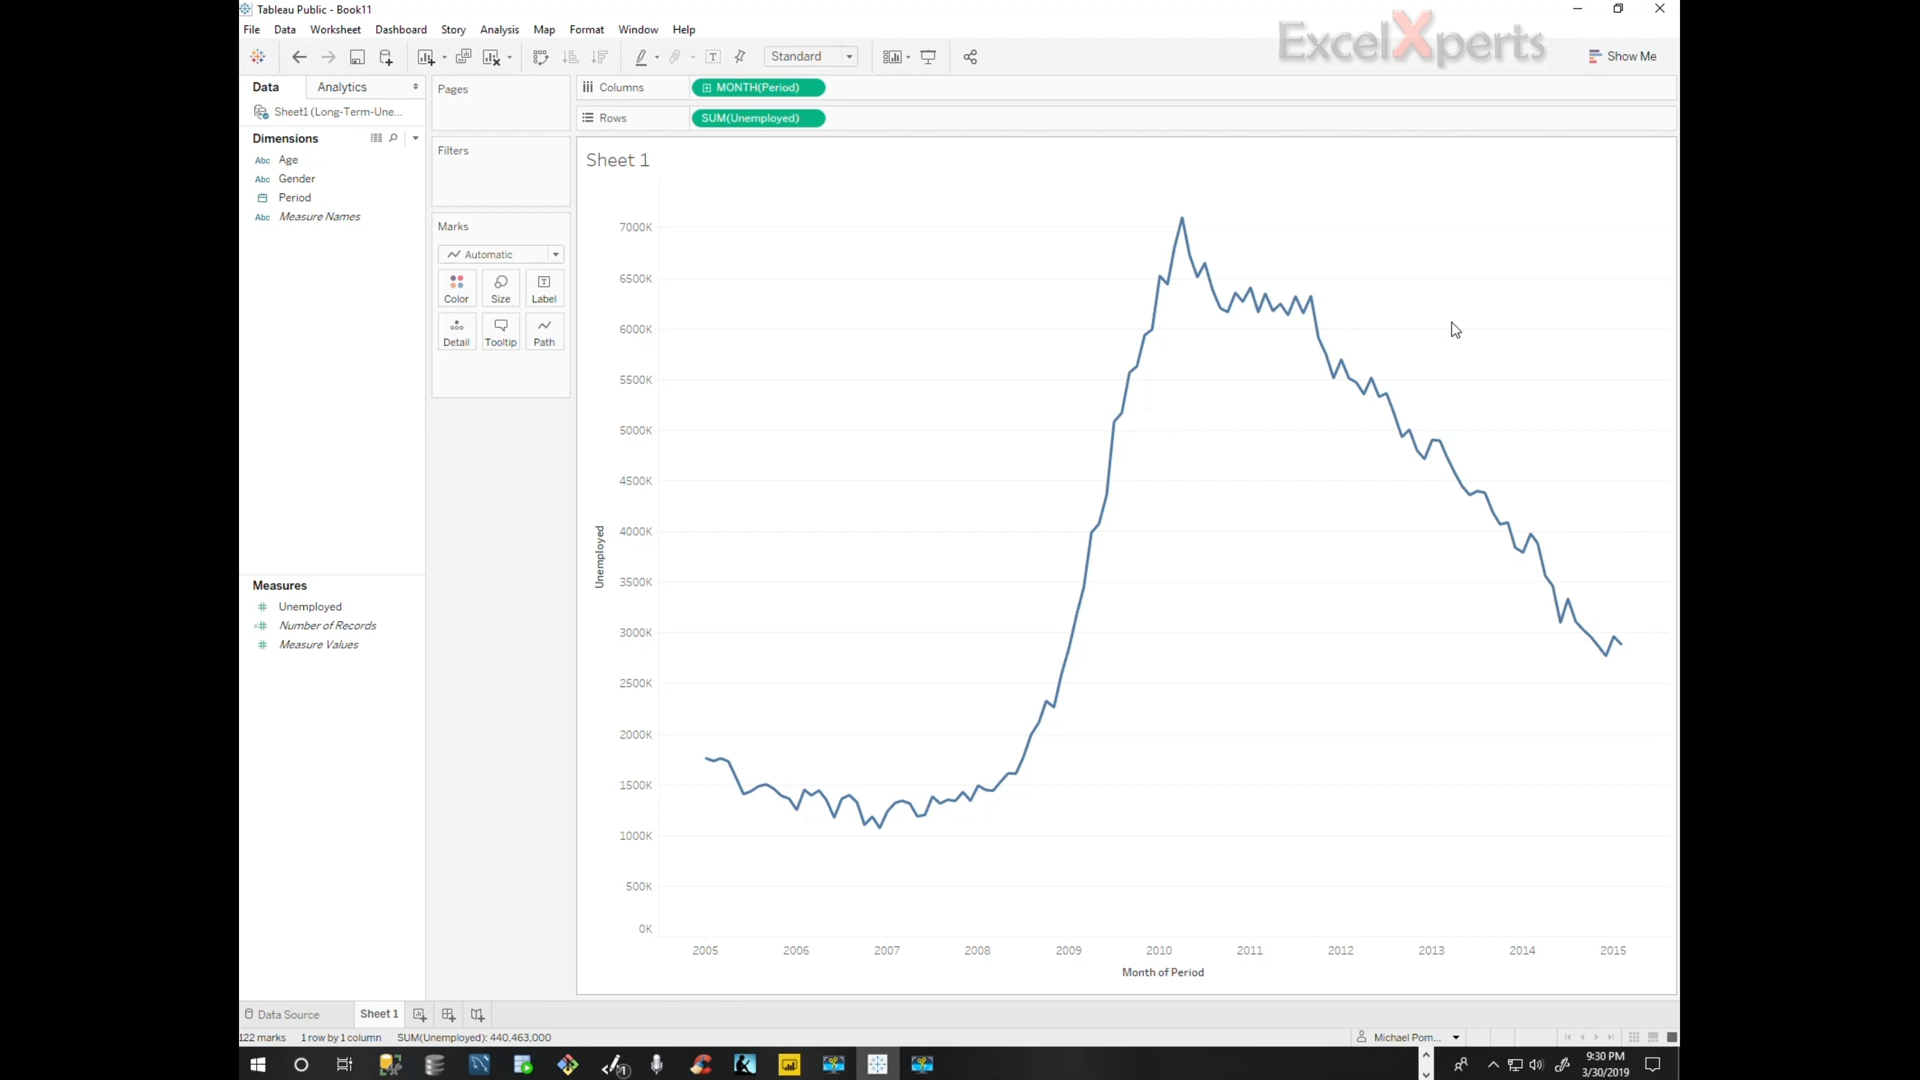 Tableau Public - Book11
File Data Worksheet Dashboard Story Analysis Map Format Window Help
ExcelXperts
Standard
Show Me
Data Analytics
Sheet1 (Long-Term-Une...
Dimensions
Abc Age
Abc Gender
Period
Abc Measure Names
Measures
Unemployed
Number of Records
Measure Values
Pages
Filters
Marks
Automatic
Color Size Label
Detail Tooltip Path
Columns MONTH(Period)
Rows SUM(Unemployed)
Sheet 1
7000K
6500K
6000K
5500K
5000K
4500K
4000K
3500K
3000K
2500K
2000K
1500K
1000K
500K
0K
Unemployed
2005 2006 2007 2008 2009 2010 2011 2012 2013 2014 2015
Month of Period
Data Source Sheet 1
122 marks 1 row by 1 column SUM(Unemployed): 440,463,000
Michael Pom...
9:30 PM
3/30/2019